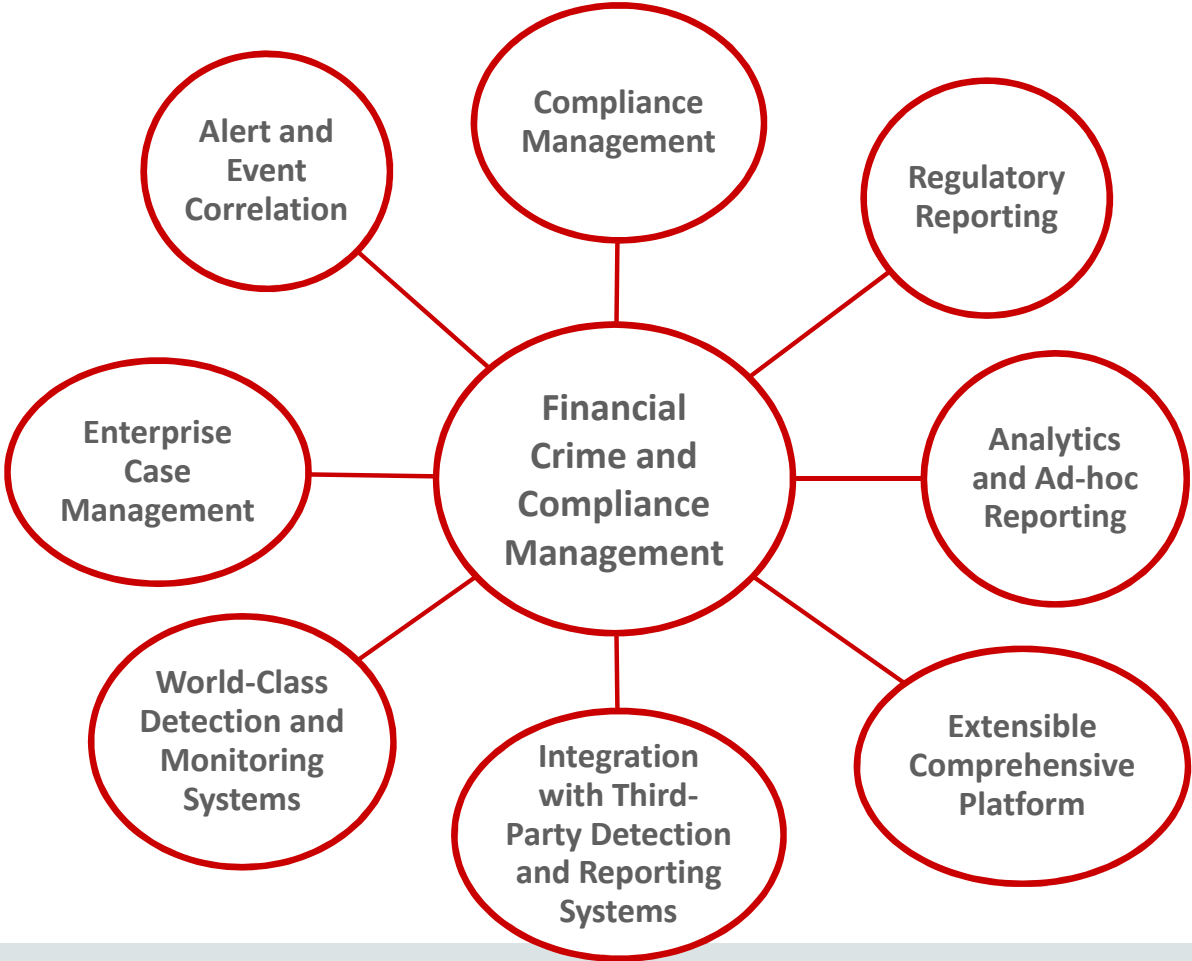 Compliance
Management
Alert and
Event
Correlation
Regulatory
Reporting
Financial
Crime and
Compliance
Management
Enterprise
Case
Management
Analytics
and Ad-hoc
Reporting
World-Class
Detection and
Monitoring
Systems
Integration
with Third-
Party Detection
and Reporting
Systems
Extensible
Comprehensive
Platform